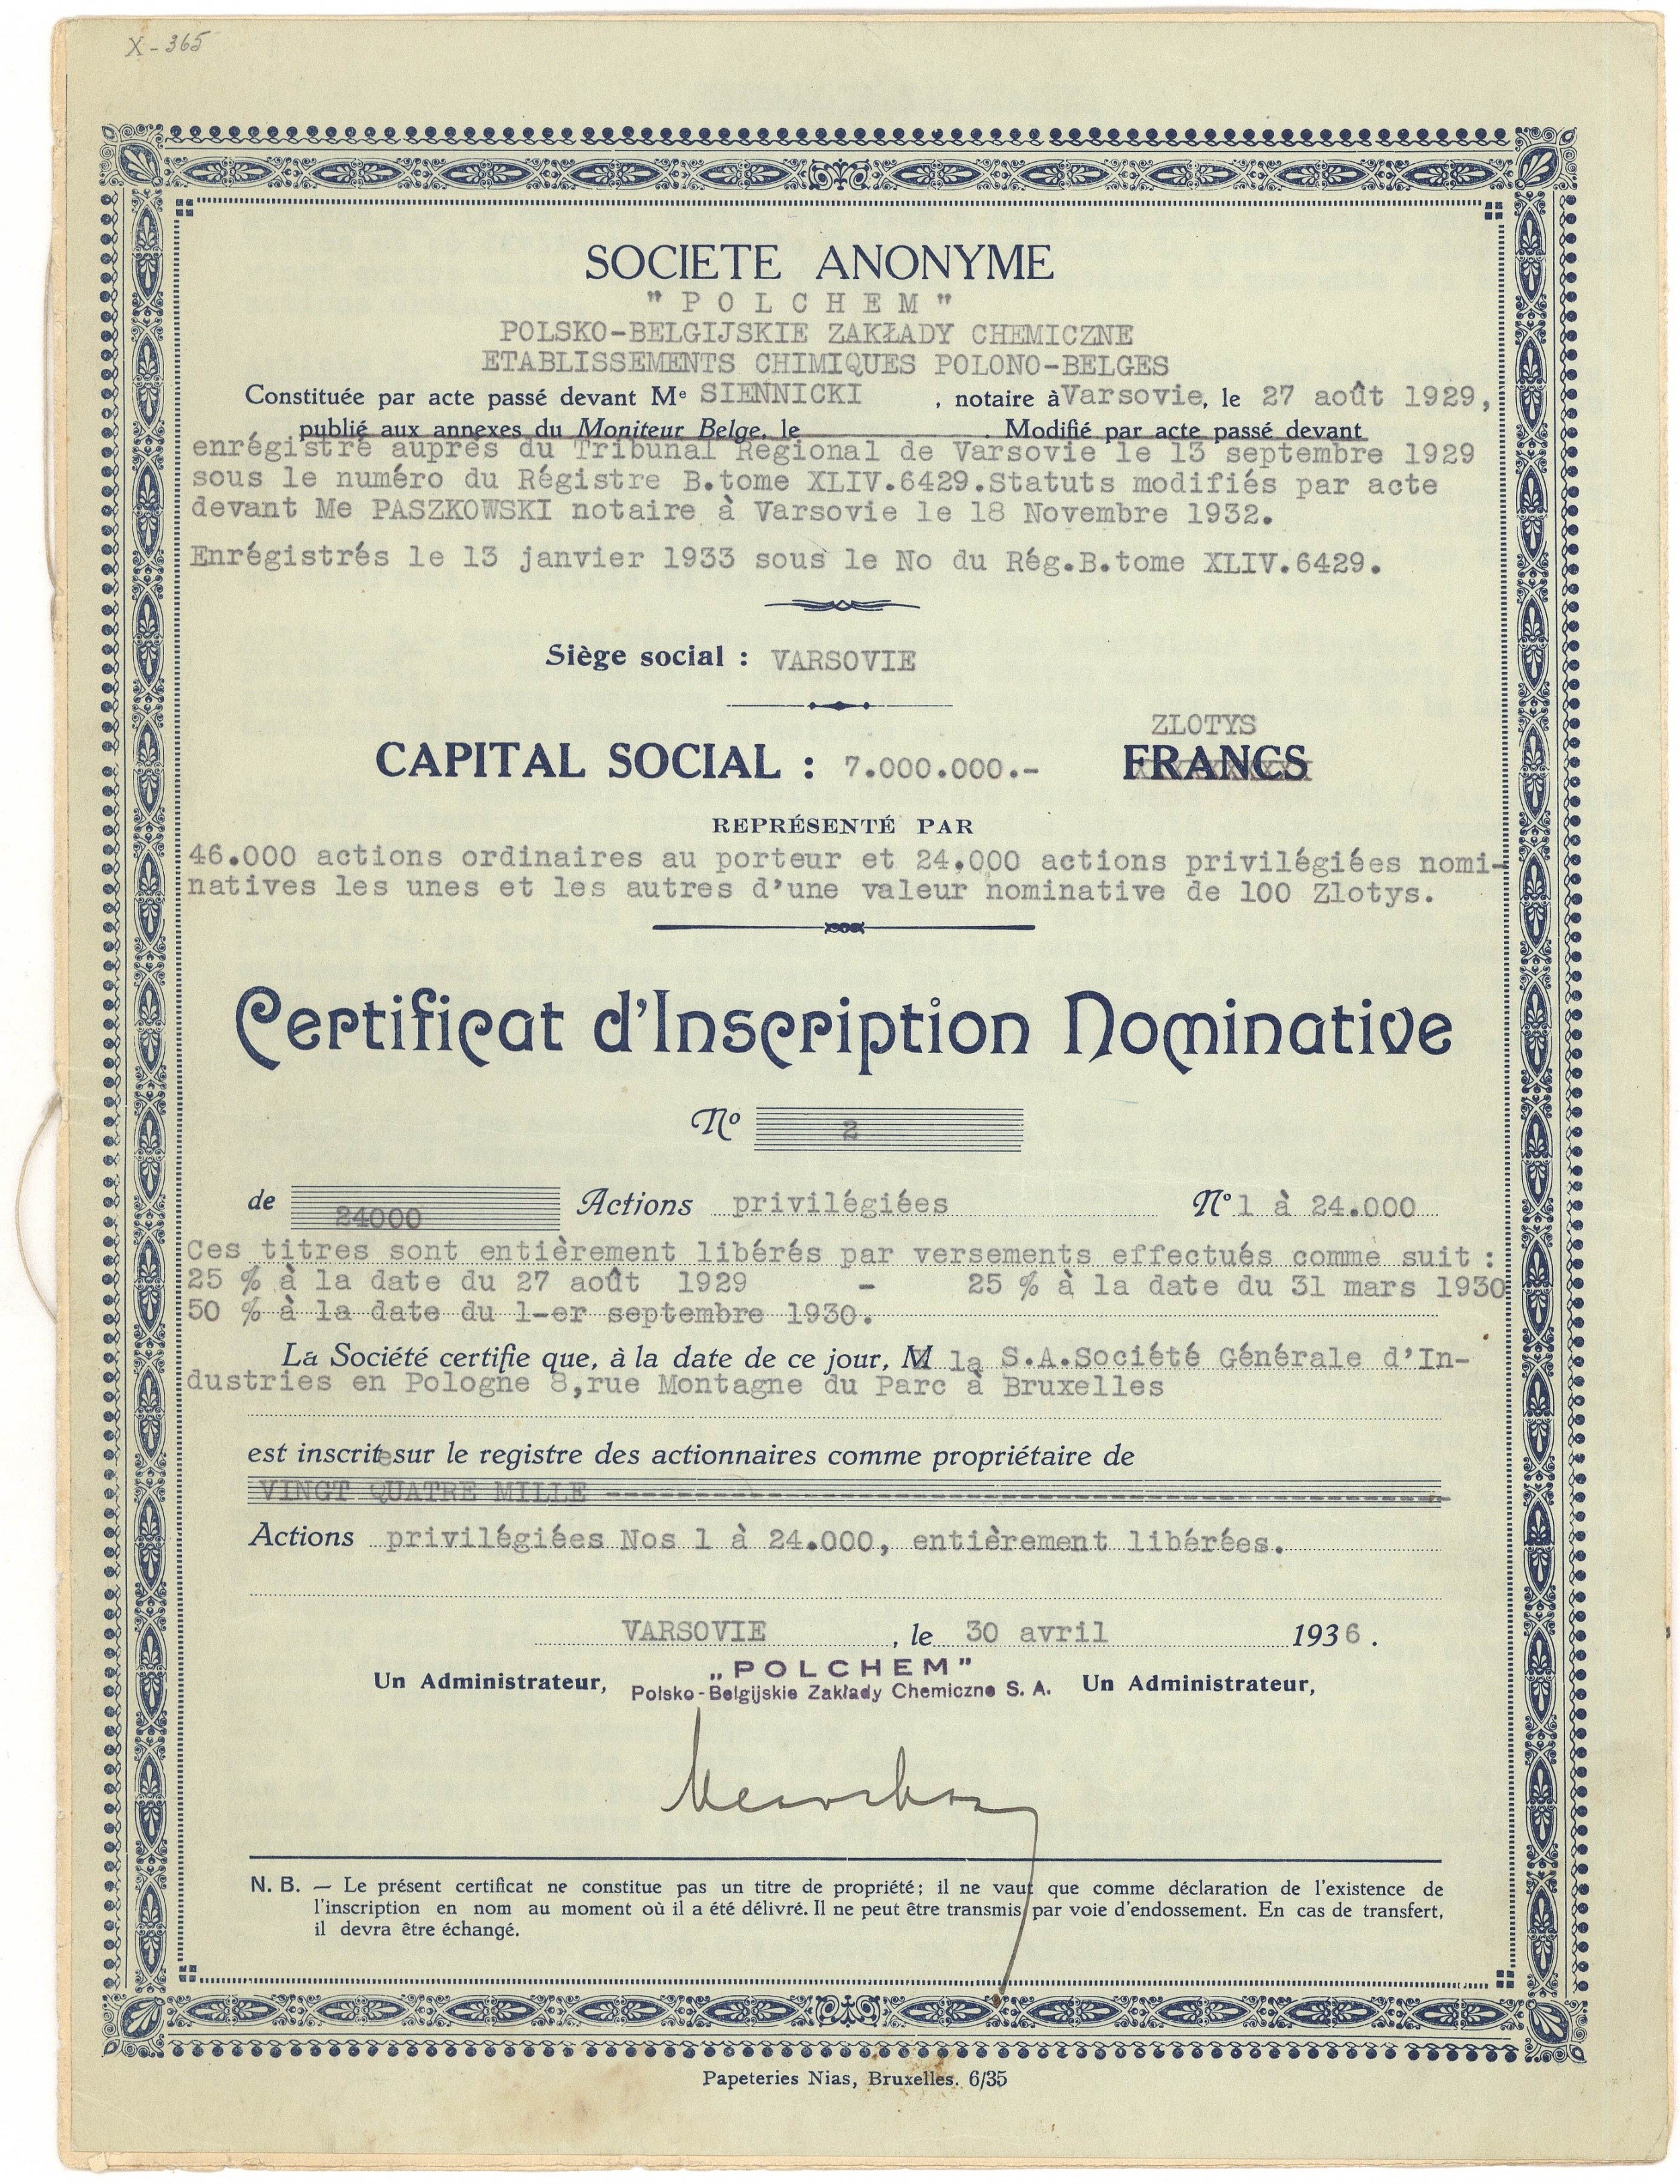 X - 365
SOCIETE ANONYME
"POLCHEM"
POLSKO-BELGIJSKIE ZAKŁADY CHEMICZNE
ETABLISSEMENTS CHIMIQUES POLONO-BELGES
Constituée par acte passé devant Me SIENNICKI , notaire à Varsovie, le 27 août 1929,
publié aux annexes du Moniteur Belge, le . Modifié par acte passé devant
enrégistré auprès du Tribunal Régional de Varsovie le 13 septembre 1929
sous le numéro du Régistre B.tome XLIV.6429.Statuts modifiés par acte
devant Me PASZKOWSKI notaire à Varsovie le 18 Novembre 1932.
Enrégistrés le 13 janvier 1933 sous le No du Rég.B.tome XLIV.6429.
Siège social : VARSOVIE
ZLOTYS
CAPITAL SOCIAL : 7.000.000.- FRANCS
REPRÉSENTÉ PAR
46.000 actions ordinaires au porteur et 24.000 actions privilégiées nomi-
natives les unes et les autres d'une valeur nominative de 100 Zlotys.
Certificat d'Inscription Nominative
No 2
de 24000 Actions privilégiées No 1 à 24.000
Ces titres sont entièrement libérés par versements effectués comme suit :
25 % à la date du 27 août 1929 - 25 % à la date du 31 mars 1930
50 % à la date du 1-er septembre 1930.
La Société certifie que, à la date de ce jour, M la S.A.Société Générale d'In-
dustries en Pologne 8,rue Montagne du Parc à Bruxelles
est inscrite sur le registre des actionnaires comme propriétaire de
VINGT QUATRE MILLE ----------
Actions privilégiées Nos 1 à 24.000, entièrement libérées.
VARSOVIE , le 30 avril 1936.
Un Administrateur, „POLCHEM" Un Administrateur,
Polsko-Belgijskie Zakłady Chemiczne S. A.
N. B. — Le présent certificat ne constitue pas un titre de propriété; il ne vaut que comme déclaration de l'existence de
l'inscription en nom au moment où il a été délivré. Il ne peut être transmis par voie d'endossement. En cas de transfert,
il devra être échangé.
Papeteries Nias, Bruxelles. 6/35